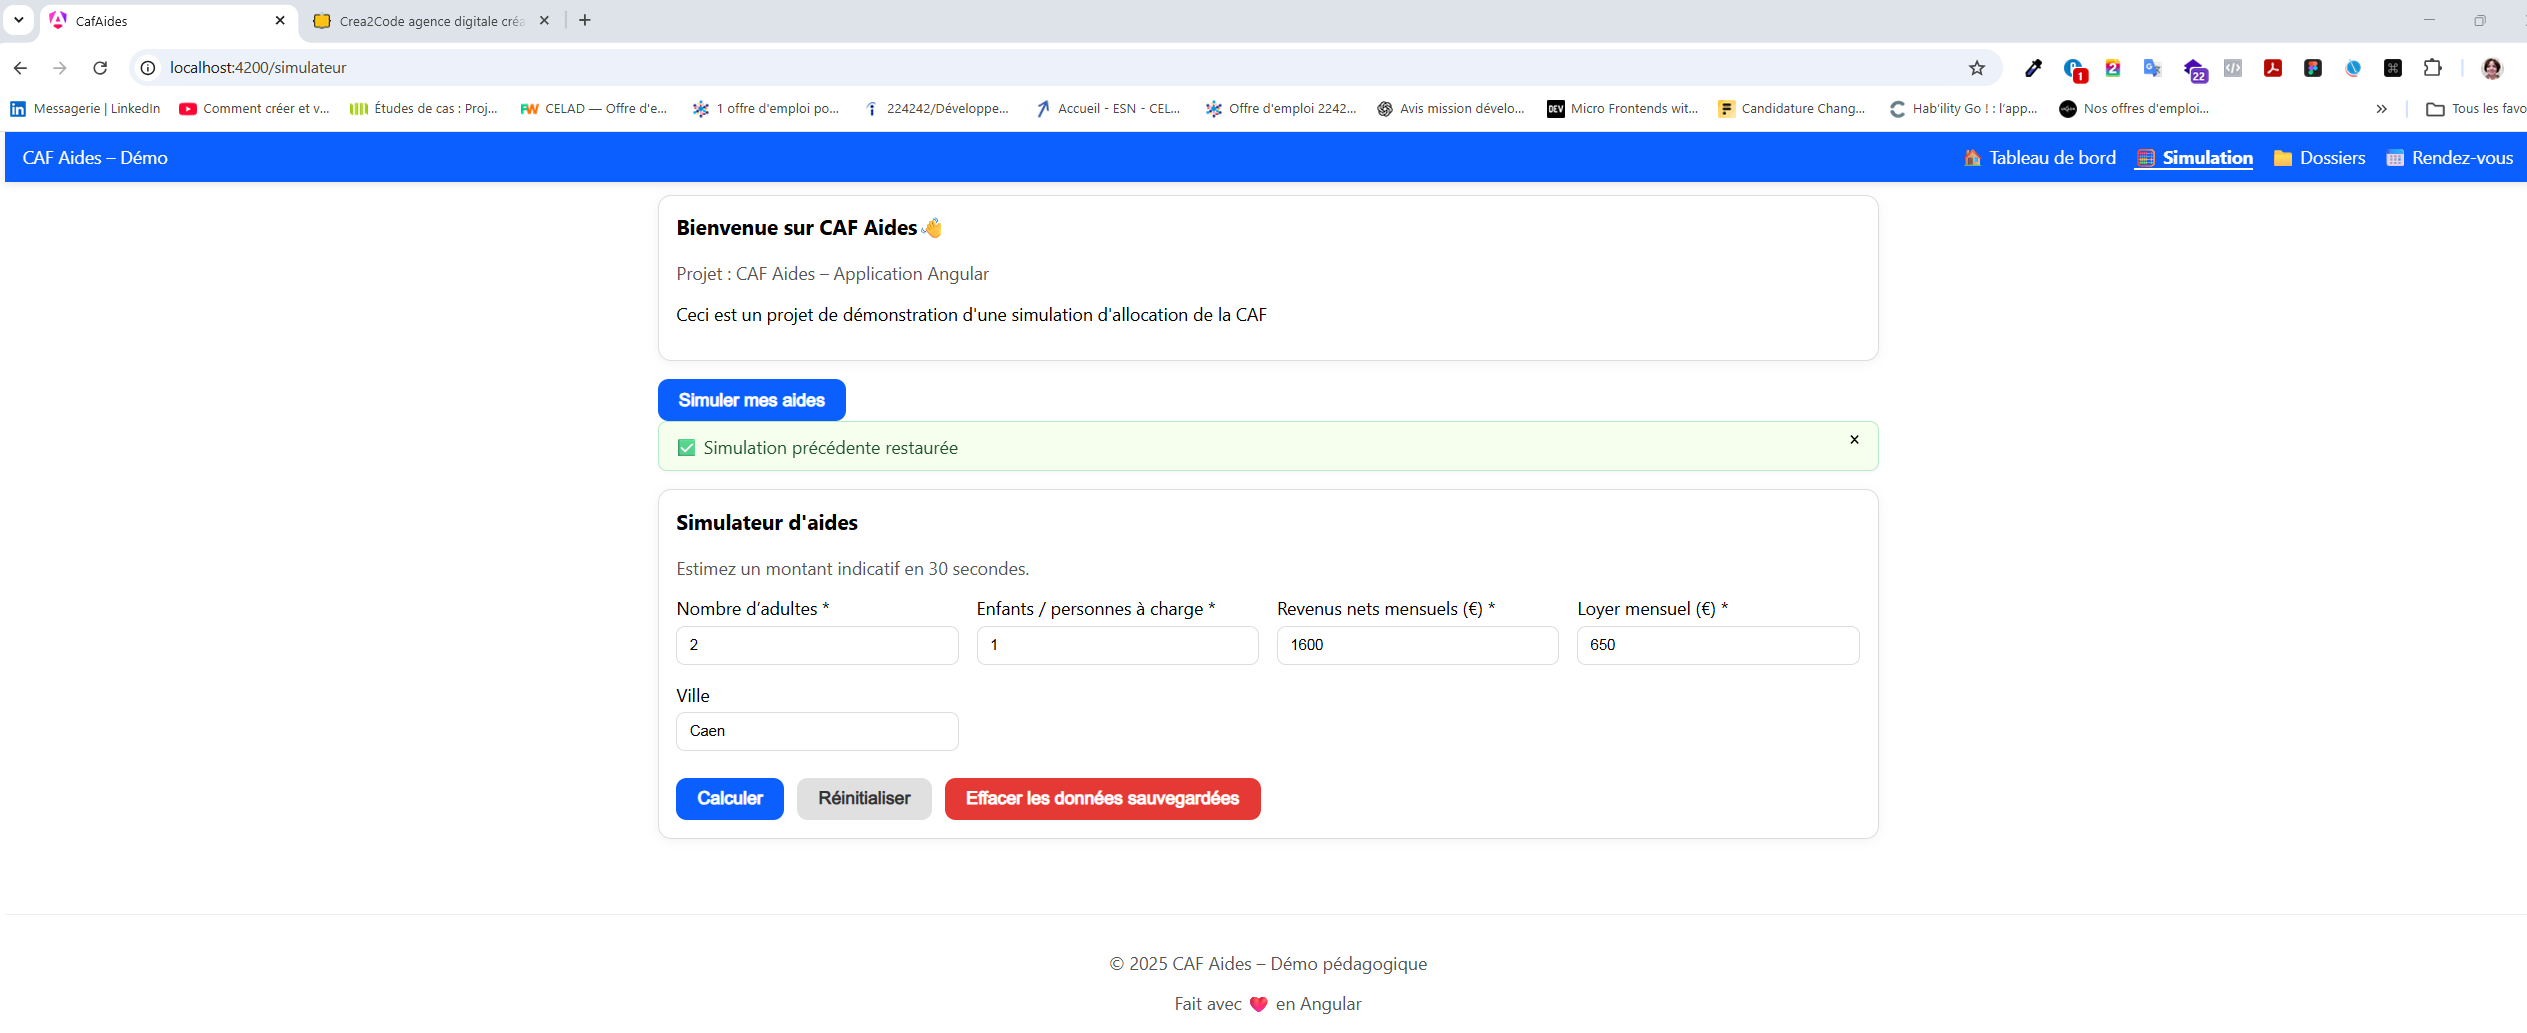 CafAides
Crea2Code agence digitale créa
localhost:4200/simulateur
1
22
Messagerie | LinkedIn
Comment créer et v...
Études de cas : Proj...
CELAD — Offre d'e...
1 offre d'emploi po...
224242/Développe...
Accueil - ESN - CEL...
Offre d'emploi 2242...
Avis mission dévelo...
Micro Frontends wit...
Candidature Chang...
Hab'ility Go ! : l'app...
Nos offres d'emploi...
Tous les favo
CAF Aides – Démo
Tableau de bord
Simulation
Dossiers
Rendez-vous
Bienvenue sur CAF Aides 👋
Projet : CAF Aides – Application Angular
Ceci est un projet de démonstration d'une simulation d'allocation de la CAF
Simuler mes aides
✅ Simulation précédente restaurée
Simulateur d'aides
Estimez un montant indicatif en 30 secondes.
Nombre d’adultes *
Enfants / personnes à charge *
Revenus nets mensuels (€) *
Loyer mensuel (€) *
2
1
1600
650
Ville
Caen
Calculer
Réinitialiser
Effacer les données sauvegardées
© 2025 CAF Aides – Démo pédagogique
Fait avec ❤️ en Angular